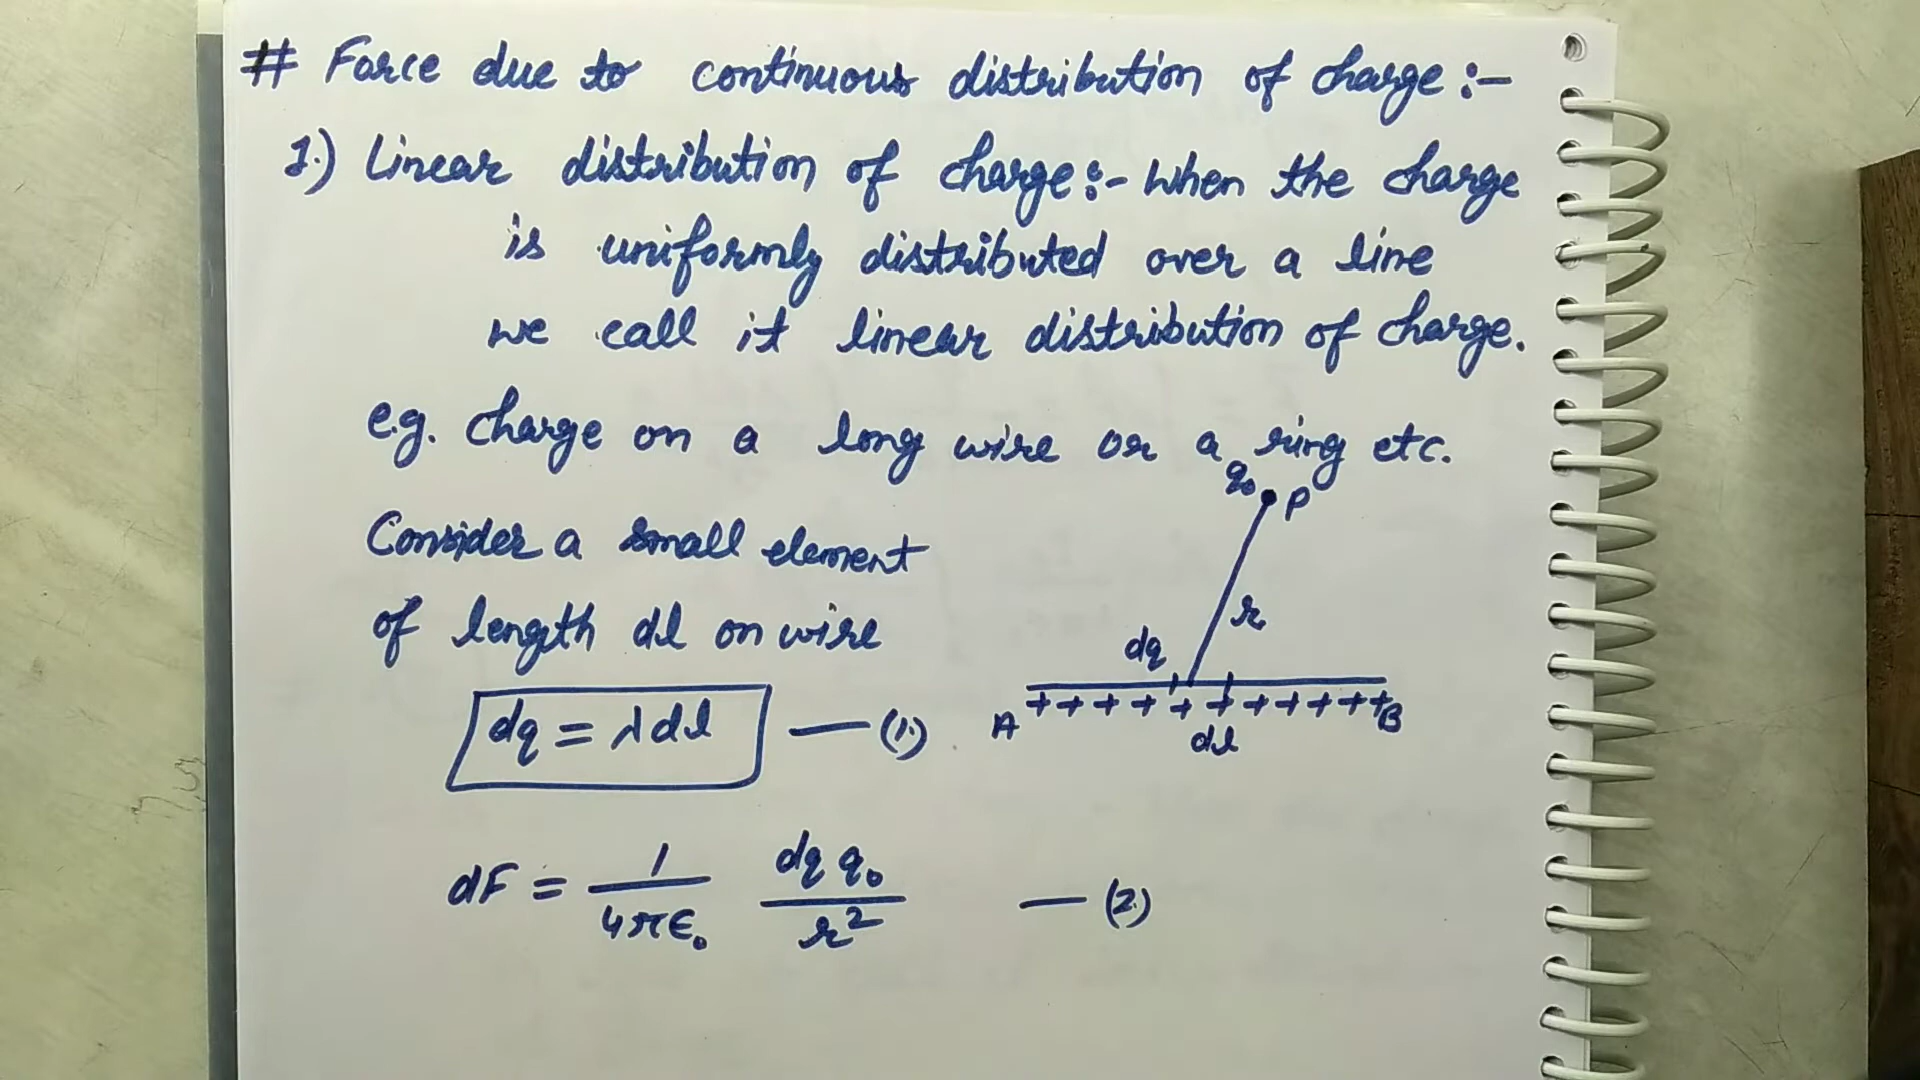 # Force due to continuous distribution of charge :-
1.) Linear distribution of charge :- When the charge
is uniformly distributed over a line
we call it linear distribution of charge.
e.g. charge on a long wire or a ring etc.
q₀ P
Consider a small element
of length dl on wire
r
dq
dq = λdl — (1.)
A + + + + + + + + + + + B
dl
dF = 1/4πε₀ dq q₀/r² — (2.)